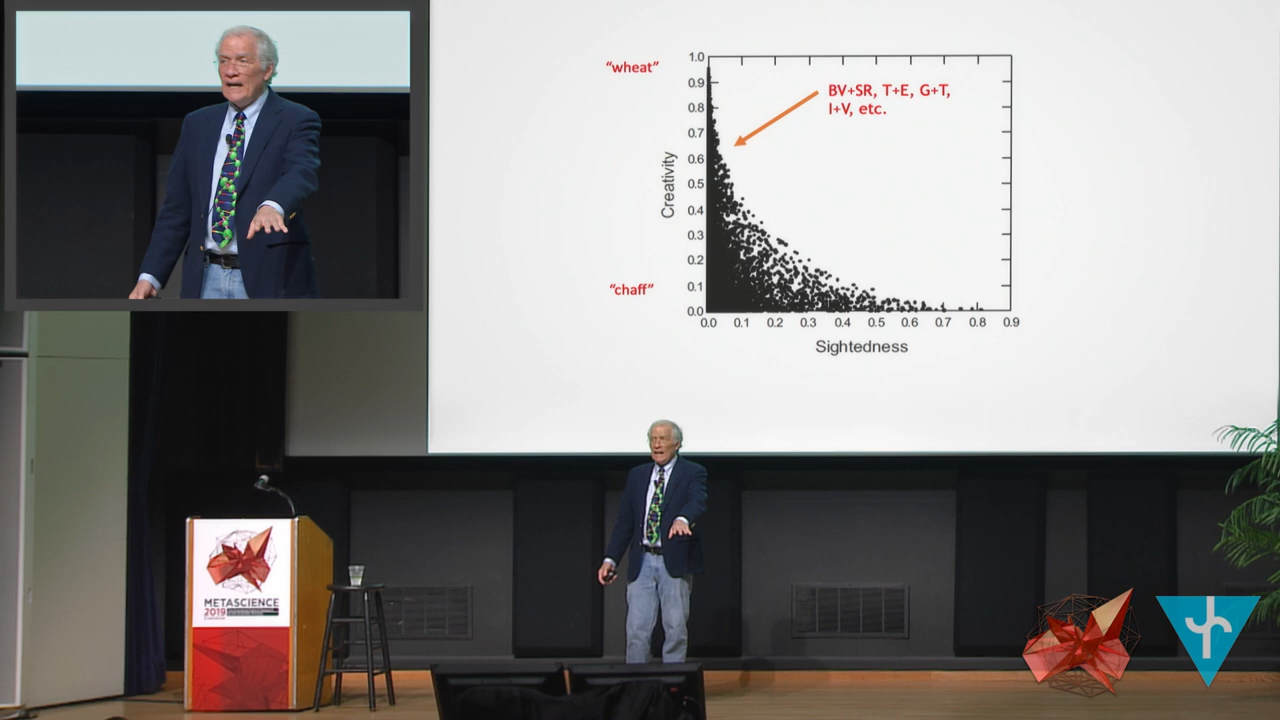 “wheat”
BV+SR, T+E, G+T,
I+V, etc.
“chaff”
Creativity
1.0
0.9
0.8
0.7
0.6
0.5
0.4
0.3
0.2
0.1
0.0
0.0 0.1 0.2 0.3 0.4 0.5 0.6 0.7 0.8 0.9
Sightedness
METASCIENCE
2019